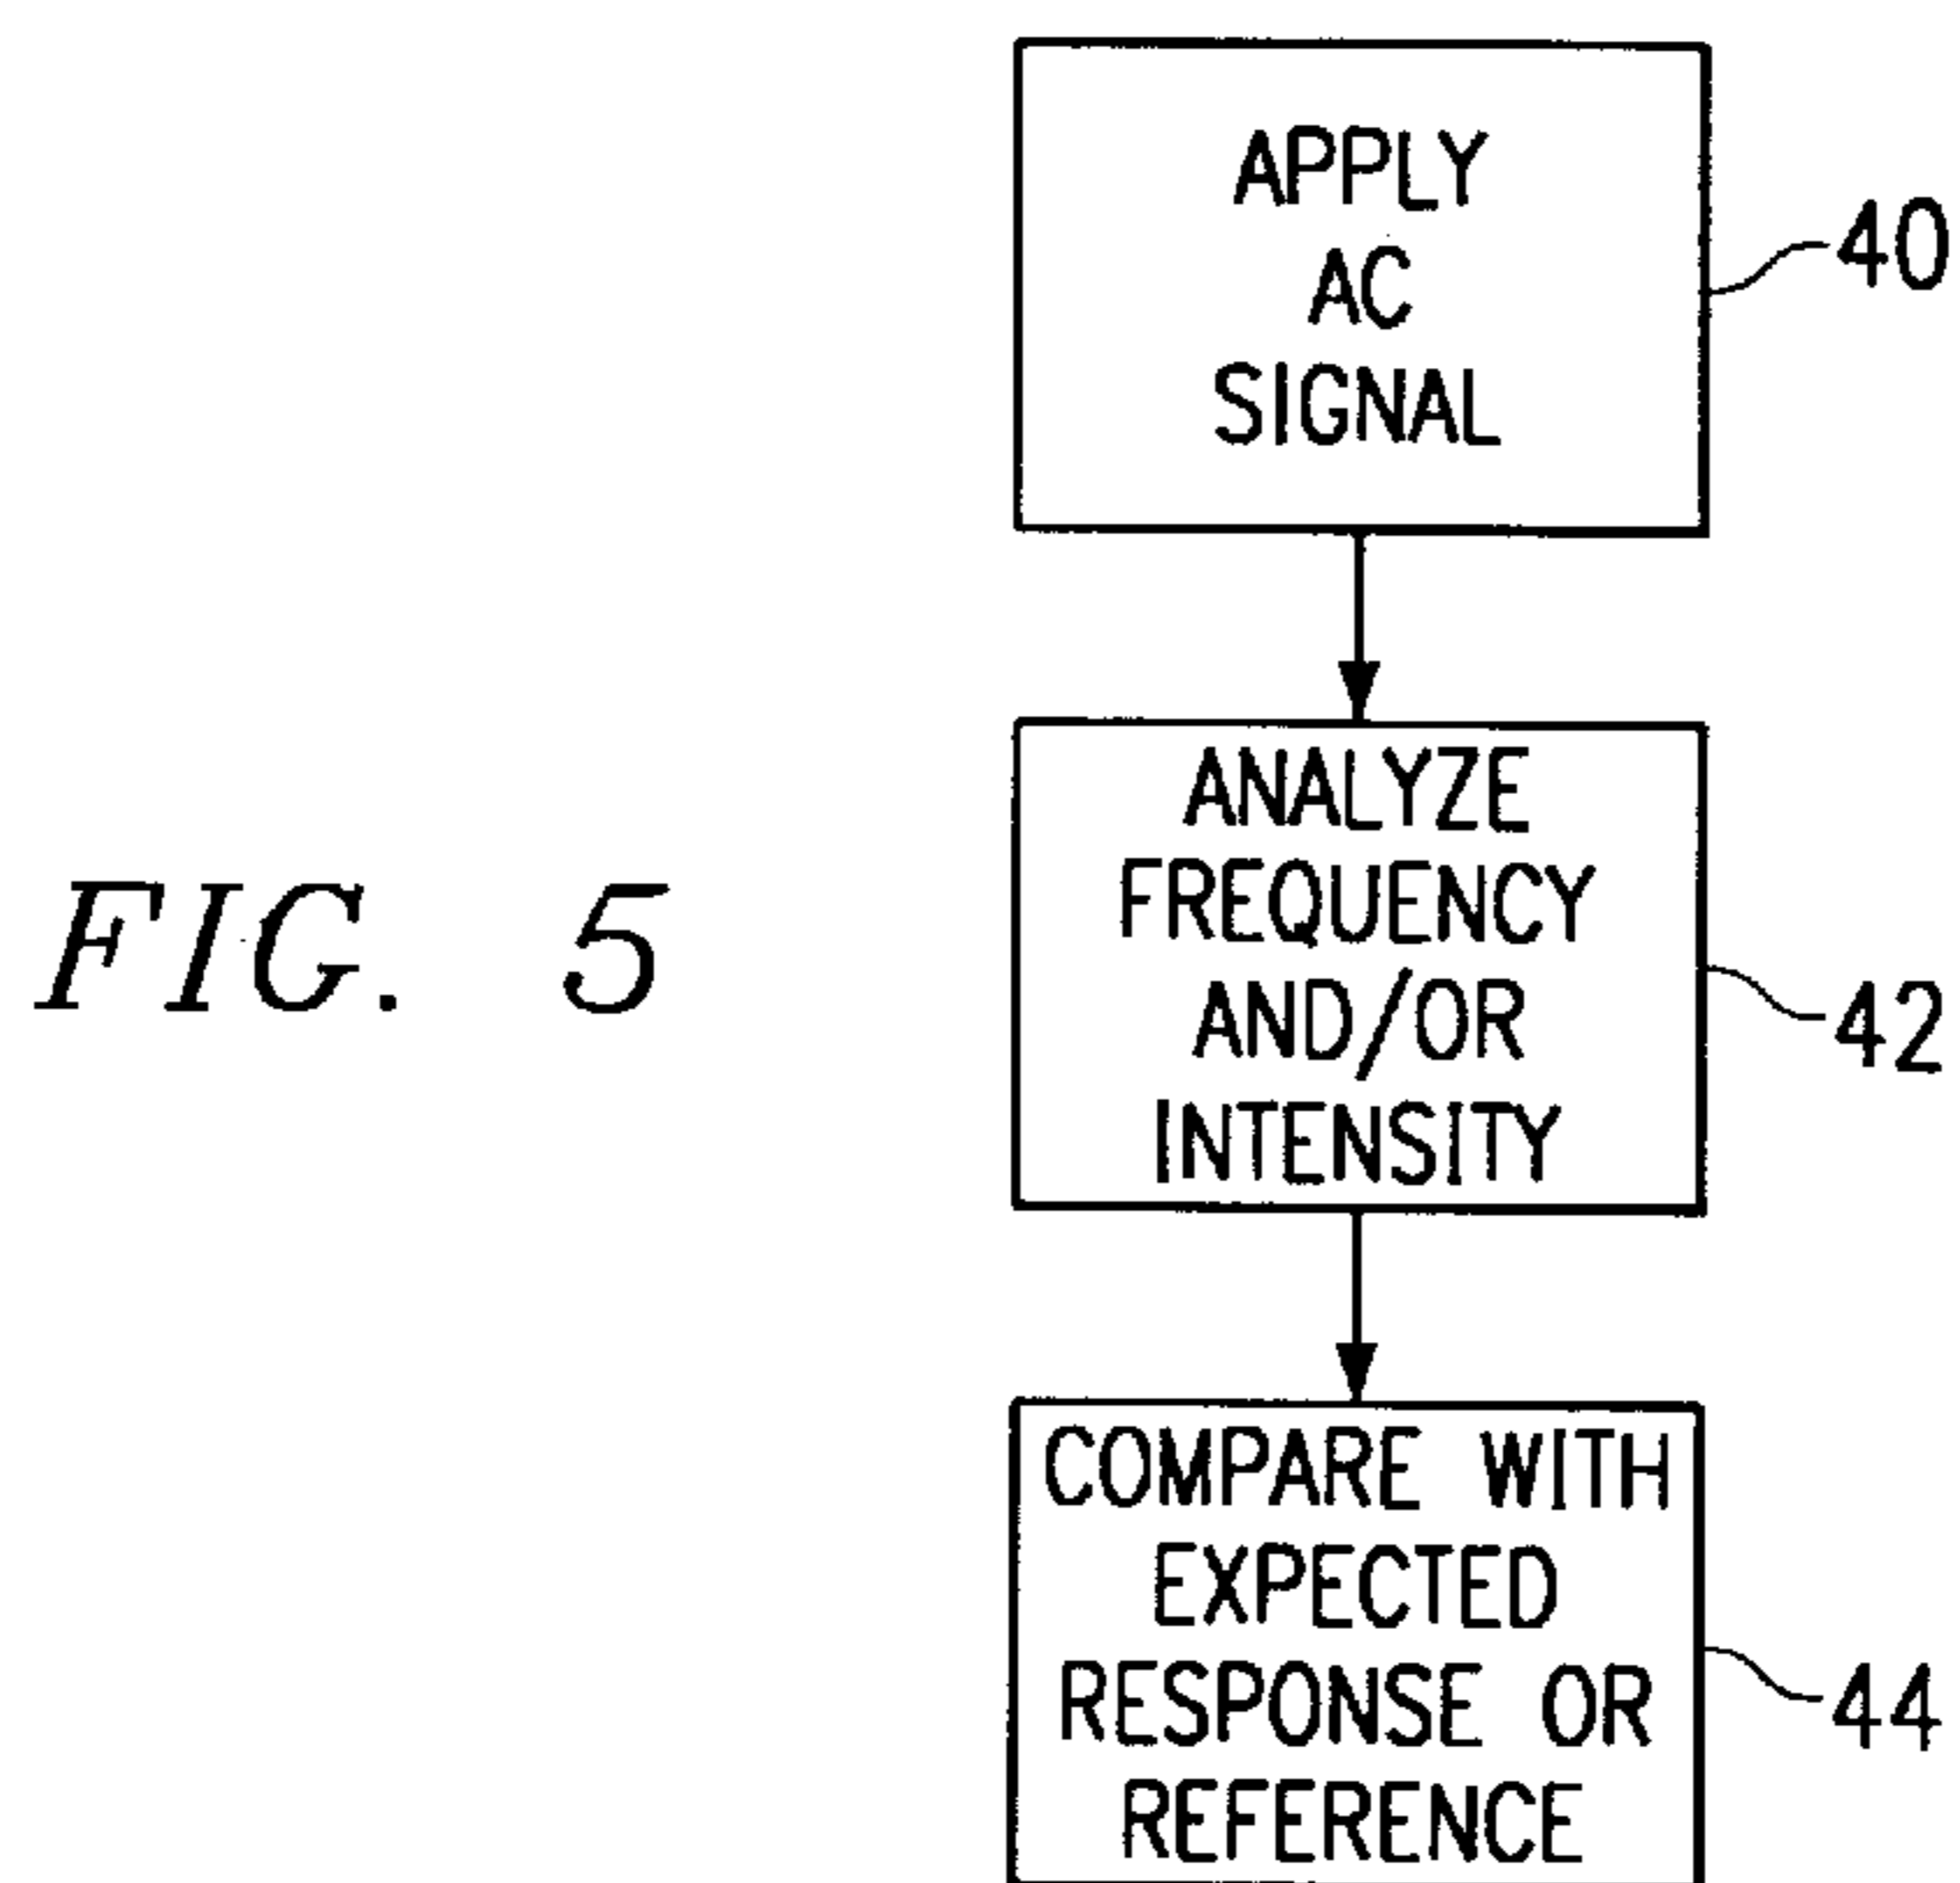 APPLY
AC
SIGNAL
40
ANALYZE
FREQUENCY
AND/OR
INTENSITY
42
FIG. 5
COMPARE WITH
EXPECTED
RESPONSE OR
REFERENCE
44